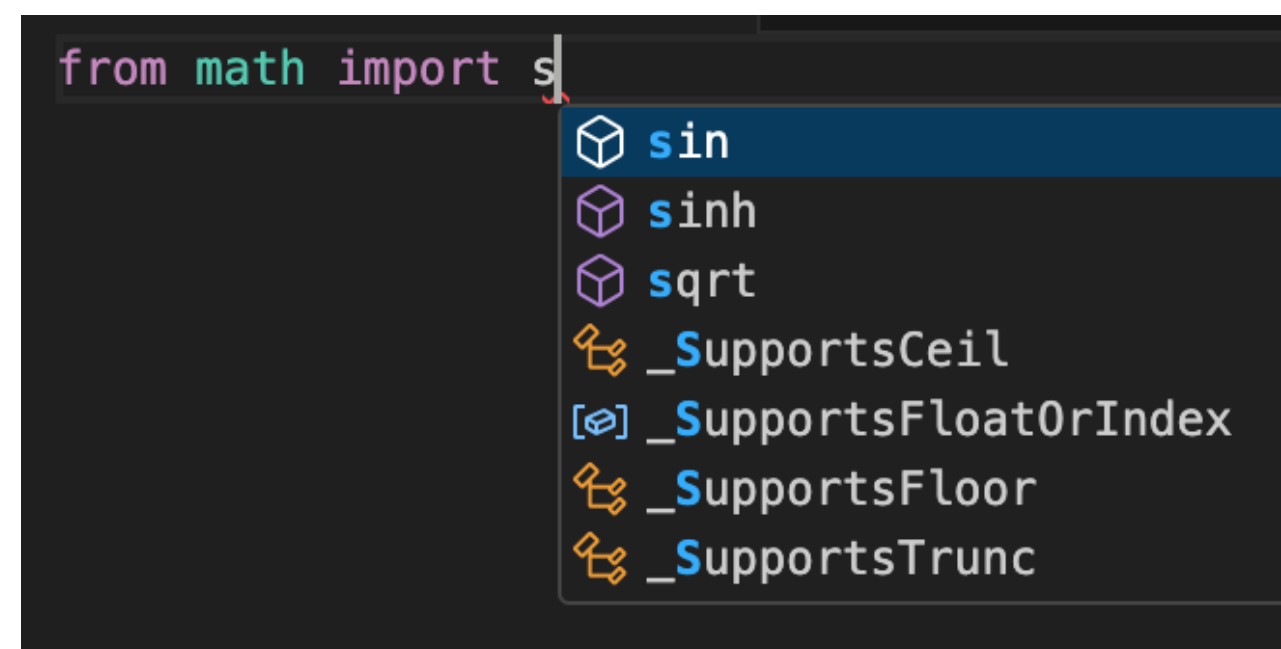 from math import s
sin
sinh
sqrt
_SupportsCeil
_SupportsFloatOrIndex
_SupportsFloor
_SupportsTrunc